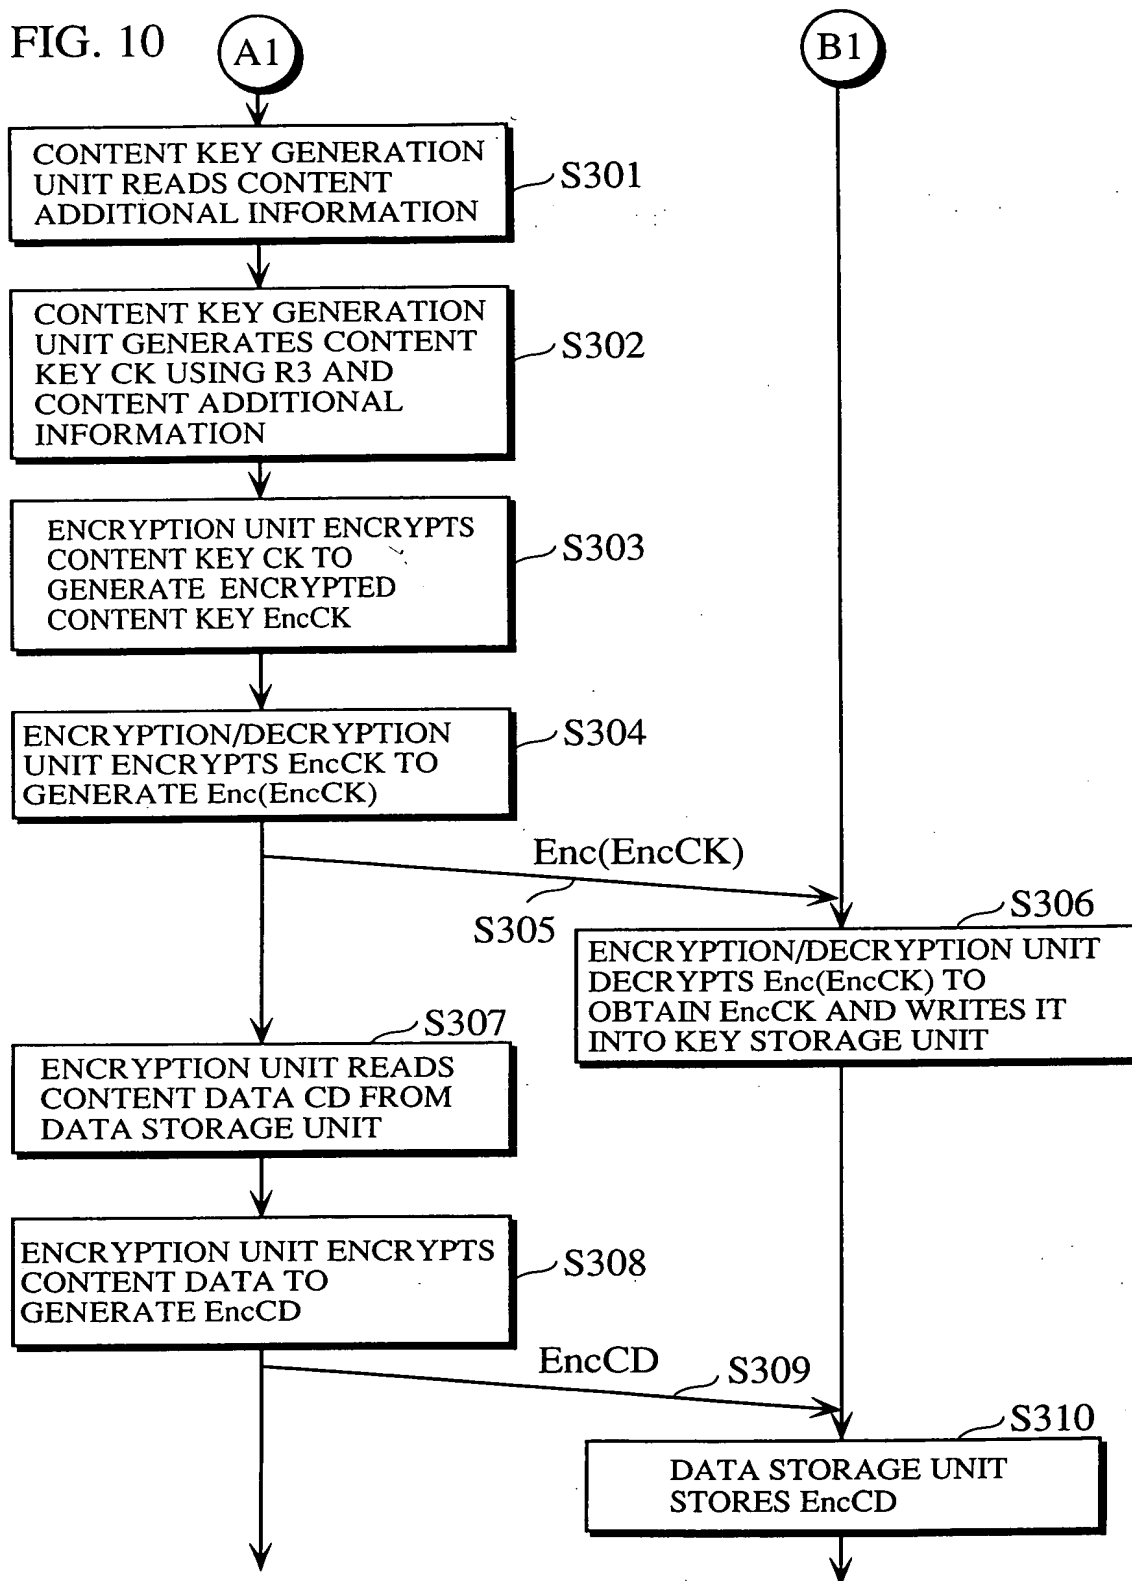 FIG. 10
A1
B1
CONTENT KEY GENERATION
UNIT READS CONTENT
ADDITIONAL INFORMATION
S301
CONTENT KEY GENERATION
UNIT GENERATES CONTENT
KEY CK USING R3 AND
CONTENT ADDITIONAL
INFORMATION
S302
ENCRYPTION UNIT ENCRYPTS
CONTENT KEY CK TO
GENERATE ENCRYPTED
CONTENT KEY EncCK
S303
ENCRYPTION/DECRYPTION
UNIT ENCRYPTS EncCK TO
GENERATE Enc(EncCK)
S304
Enc(EncCK)
S305
S306
ENCRYPTION/DECRYPTION UNIT
DECRYPTS Enc(EncCK) TO
OBTAIN EncCK AND WRITES IT
INTO KEY STORAGE UNIT
S307
ENCRYPTION UNIT READS
CONTENT DATA CD FROM
DATA STORAGE UNIT
ENCRYPTION UNIT ENCRYPTS
CONTENT DATA TO
GENERATE EncCD
S308
EncCD
S309
S310
DATA STORAGE UNIT
STORES EncCD